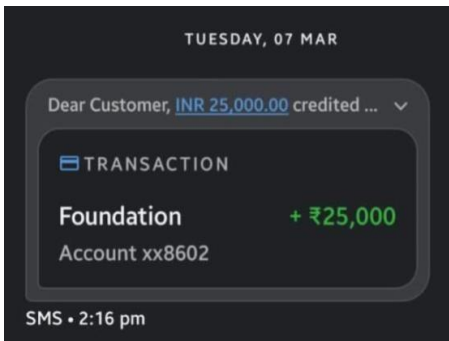 TUESDAY, 07 MAR
Dear Customer, INR 25,000.00 credited ...
TRANSACTION
Foundation + ₹25,000
Account xx8602
SMS • 2:16 pm